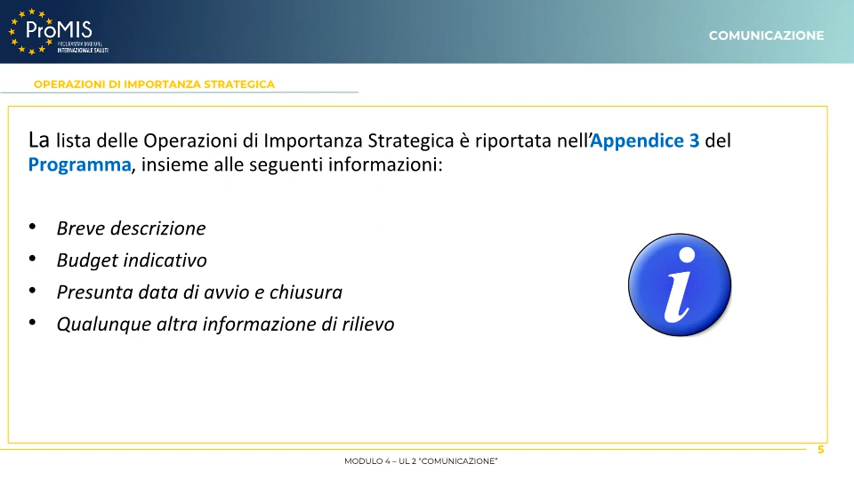 ProMIS
PROGRAMMA MATTONE
INTERNAZIONALE SALUTE
COMUNICAZIONE
OPERAZIONI DI IMPORTANZA STRATEGICA
La lista delle Operazioni di Importanza Strategica è riportata nell’Appendice 3 del
Programma, insieme alle seguenti informazioni:
• Breve descrizione
• Budget indicativo
• Presunta data di avvio e chiusura
• Qualunque altra informazione di rilievo
i
5
MODULO 4 – UL 2 “COMUNICAZIONE”